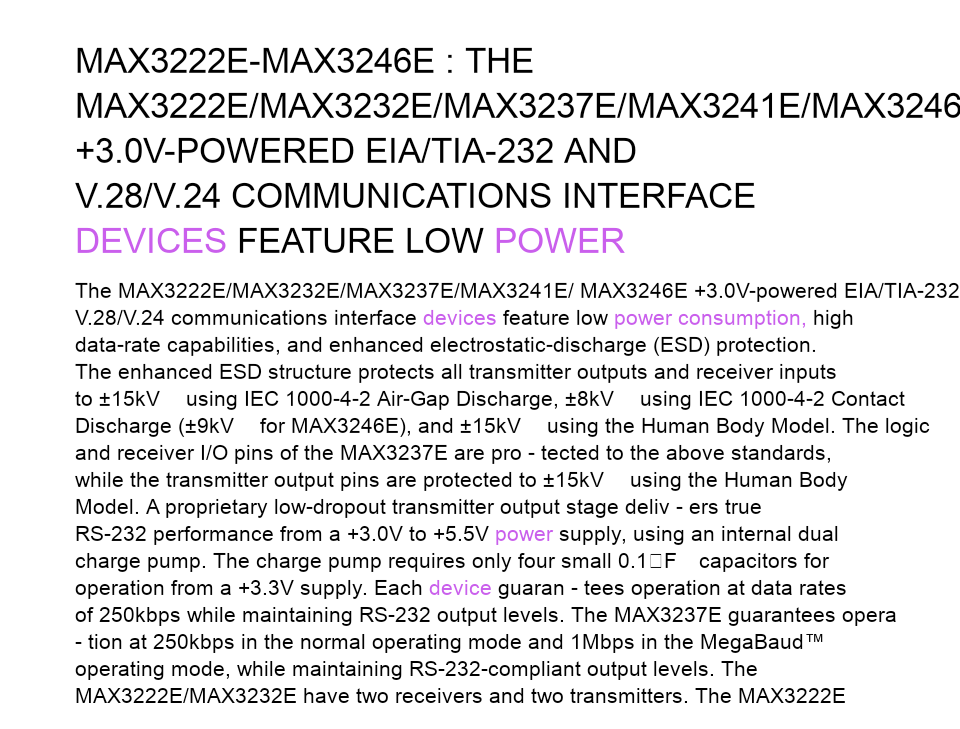 MAX3222E-MAX3246E : THE
MAX3222E/MAX3232E/MAX3237E/MAX3241E/MAX3246
+3.0V-POWERED EIA/TIA-232 AND
V.28/V.24 COMMUNICATIONS INTERFACE
DEVICES FEATURE LOW POWER
The MAX3222E/MAX3232E/MAX3237E/MAX3241E/ MAX3246E +3.0V-powered EIA/TIA-232
V.28/V.24 communications interface devices feature low power consumption, high
data-rate capabilities, and enhanced electrostatic-discharge (ESD) protection.
The enhanced ESD structure protects all transmitter outputs and receiver inputs
to ±15kV using IEC 1000-4-2 Air-Gap Discharge, ±8kV using IEC 1000-4-2 Contact
Discharge (±9kV for MAX3246E), and ±15kV using the Human Body Model. The logic
and receiver I/O pins of the MAX3237E are pro - tected to the above standards,
while the transmitter output pins are protected to ±15kV using the Human Body
Model. A proprietary low-dropout transmitter output stage deliv - ers true
RS-232 performance from a +3.0V to +5.5V power supply, using an internal dual
charge pump. The charge pump requires only four small 0.1□F capacitors for
operation from a +3.3V supply. Each device guaran - tees operation at data rates
of 250kbps while maintaining RS-232 output levels. The MAX3237E guarantees opera
- tion at 250kbps in the normal operating mode and 1Mbps in the MegaBaud™
operating mode, while maintaining RS-232-compliant output levels. The
MAX3222E/MAX3232E have two receivers and two transmitters. The MAX3222E